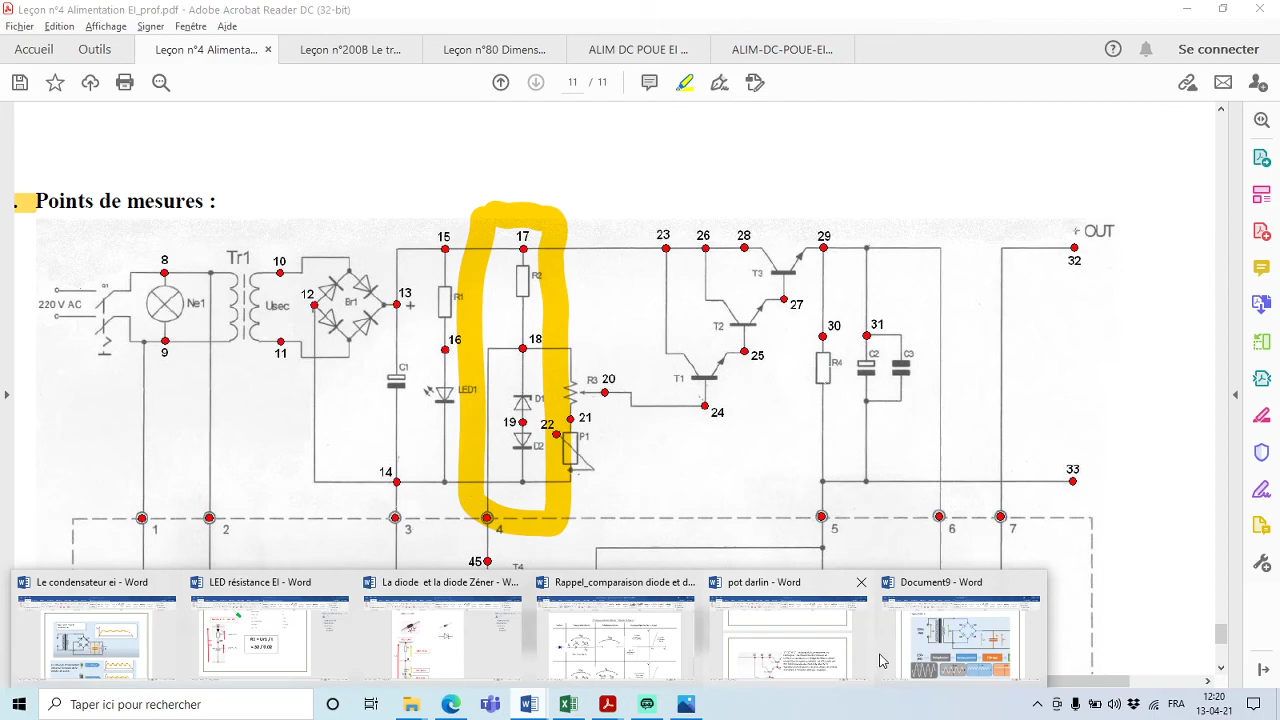 Leçon n°4 Alimentation EI_prof.pdf - Adobe Acrobat Reader DC (32-bit)
Fichier Edition Affichage Signer Fenêtre Aide
Accueil Outils Leçon n°4 Alimenta... × Leçon n°200B Le tr... Leçon n°80 Dimens... ALIM DC POUE EI ... ALIM-DC-POUE-EI... Se connecter
11 / 11
. Points de mesures :
+ OUT
15 17 23 26 28 29
32
8 Tr1 10
T3
12 13 R2
220 V AC Ne1 Usec Br1 + R1 27
T2
9 11 16 18 30 31
25
C1 R3 20 T1 R4 C2 C3
LED1 D1
24
19 22 21
D2 P1
14 33
1 2 3 4 5 6 7
45
T4
Le condensateur ei - Word LED résistance EI - Word La diode et la diode Zéner - W... Rappel_comparaison diode et d... pot darlin - Word Document9 - Word
Taper ici pour rechercher
FRA
12:20
13-04-21